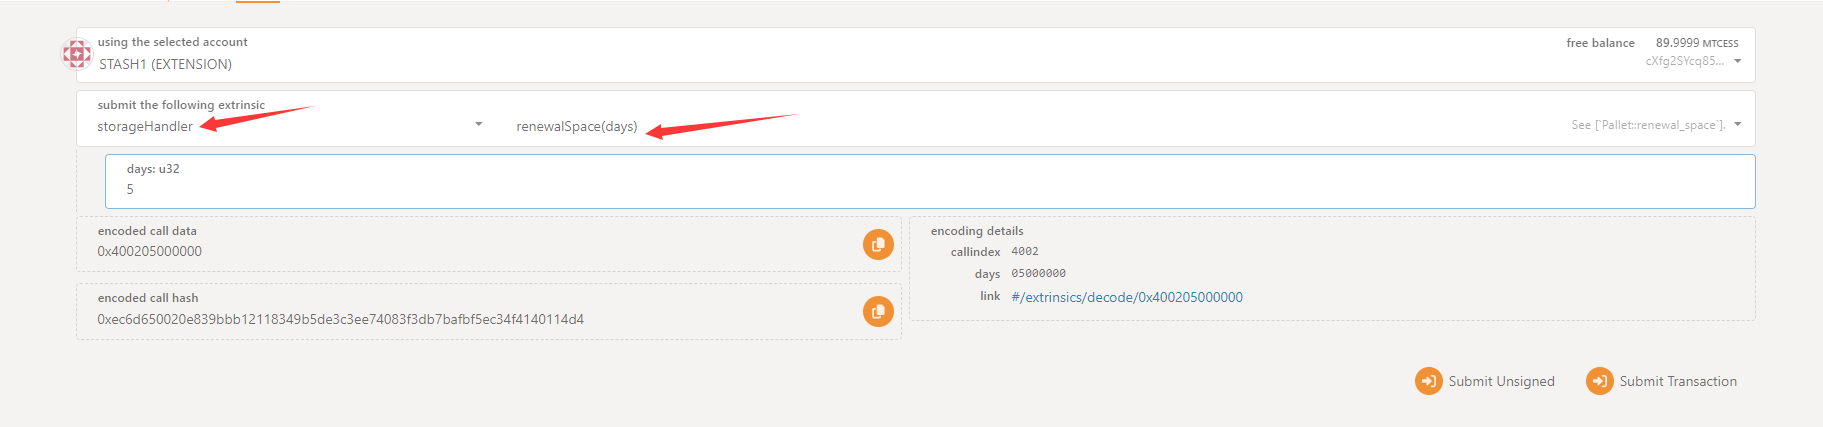 using the selected account
free balance 89.9999 MTCESS
STASH1 (EXTENSION)
cXfg2SYcq85...
submit the following extrinsic
storageHandler
renewalSpace(days)
See [`Pallet::renewal_space`].
days: u32
5
encoded call data
0x400205000000
encoding details
callindex 4002
days 05000000
link #/extrinsics/decode/0x400205000000
encoded call hash
0xec6d650020e839bbb12118349b5de3c3ee74083f3db7bafbf5ec34f4140114d4
Submit Unsigned
Submit Transaction